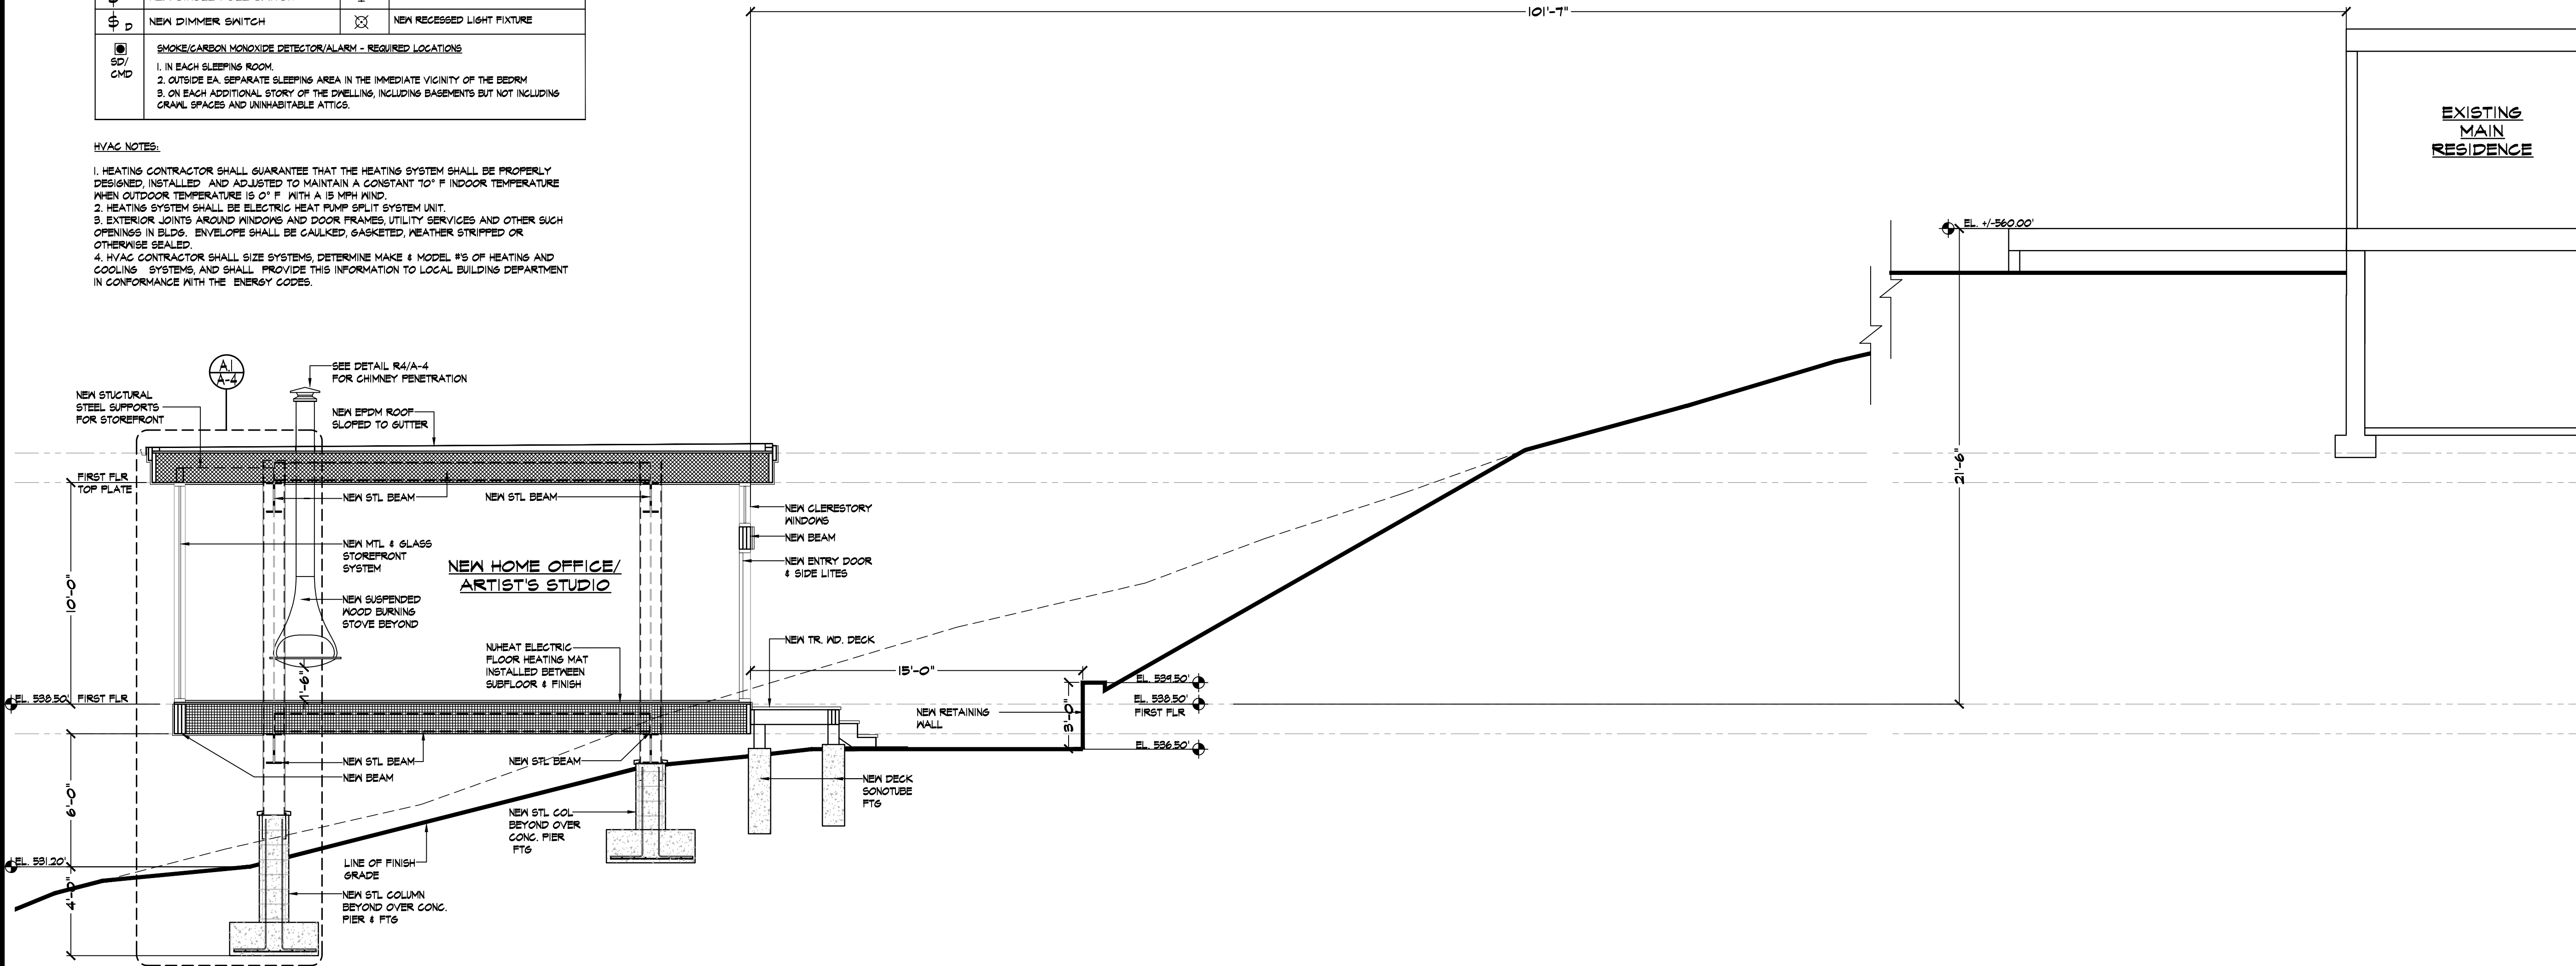 $ D NEW DIMMER SWITCH NEW RECESSED LIGHT FIXTURE
SD/
CMD
SMOKE/CARBON MONOXIDE DETECTOR/ALARM - REQUIRED LOCATIONS
1. IN EACH SLEEPING ROOM.
2. OUTSIDE EA. SEPARATE SLEEPING AREA IN THE IMMEDIATE VICINITY OF THE BEDRM
3. ON EACH ADDITIONAL STORY OF THE DWELLING, INCLUDING BASEMENTS BUT NOT INCLUDING
CRAWL SPACES AND UNINHABITABLE ATTICS.
HVAC NOTES:
1. HEATING CONTRACTOR SHALL GUARANTEE THAT THE HEATING SYSTEM SHALL BE PROPERLY
DESIGNED, INSTALLED AND ADJUSTED TO MAINTAIN A CONSTANT 70° F INDOOR TEMPERATURE
WHEN OUTDOOR TEMPERATURE IS 0° F WITH A 15 MPH WIND.
2. HEATING SYSTEM SHALL BE ELECTRIC HEAT PUMP SPLIT SYSTEM UNIT.
3. EXTERIOR JOINTS AROUND WINDOWS AND DOOR FRAMES, UTILITY SERVICES AND OTHER SUCH
OPENINGS IN BLDG. ENVELOPE SHALL BE CAULKED, GASKETED, WEATHER STRIPPED OR
OTHERWISE SEALED.
4. HVAC CONTRACTOR SHALL SIZE SYSTEMS, DETERMINE MAKE & MODEL #'S OF HEATING AND
COOLING SYSTEMS, AND SHALL PROVIDE THIS INFORMATION TO LOCAL BUILDING DEPARTMENT
IN CONFORMANCE WITH THE ENERGY CODES.
101'-7"
EXISTING
MAIN
RESIDENCE
EL. +/-560.00'
21'-6"
A.1
A-4
SEE DETAIL R4/A-4
FOR CHIMNEY PENETRATION
NEW STUCTURAL
STEEL SUPPORTS
FOR STOREFRONT
NEW EPDM ROOF
SLOPED TO GUTTER
FIRST FLR
TOP PLATE
NEW STL BEAM
NEW STL BEAM
NEW CLERESTORY
WINDOWS
NEW BEAM
NEW MTL & GLASS
STOREFRONT
SYSTEM
NEW ENTRY DOOR
& SIDE LITES
NEW HOME OFFICE/
ARTIST'S STUDIO
10'-0"
NEW SUSPENDED
WOOD BURNING
STOVE BEYOND
NEW TR. WD. DECK
NUHEAT ELECTRIC
FLOOR HEATING MAT
INSTALLED BETWEEN
SUBFLOOR & FINISH
1'-6"
15'-0"
EL. 539.50'
EL. 538.50'
FIRST FLR
EL. 538.50' FIRST FLR
NEW RETAINING
WALL
3'-0"
EL. 536.50'
NEW STL BEAM
NEW STL BEAM
NEW BEAM
NEW DECK
SONOTUBE
FTG
6'-0"
NEW STL COL
BEYOND OVER
CONC. PIER
FTG
EL. 531.20'
LINE OF FINISH
GRADE
4'-0"
NEW STL COLUMN
BEYOND OVER CONC.
PIER & FTG